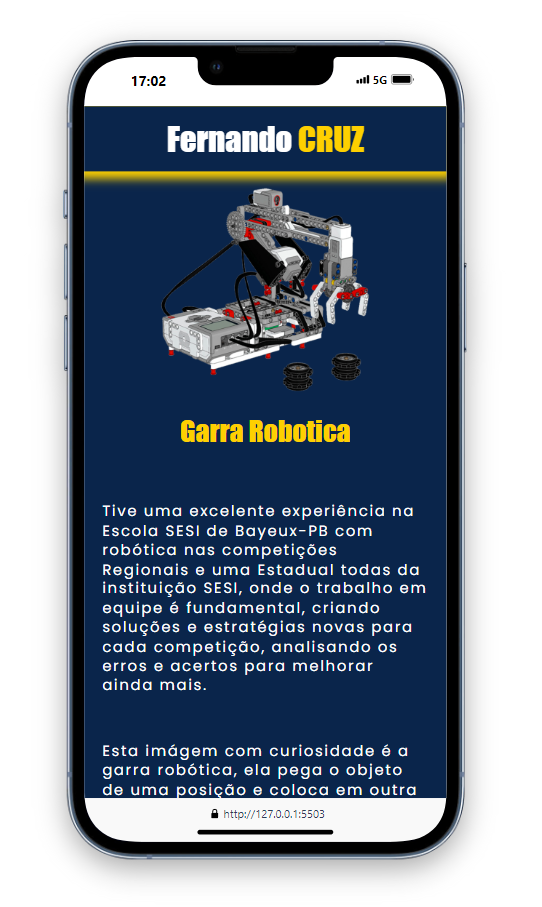 17:02
5G
Fernando CRUZ
Garra Robotica
Tive uma excelente experiência na
Escola SESI de Bayeux-PB com
robótica nas competições
Regionais e uma Estadual todas da
instituição SESI, onde o trabalho em
equipe é fundamental, criando
soluções e estratégias novas para
cada competição, analisando os
erros e acertos para melhorar
ainda mais.
Esta imágem com curiosidade é a
garra robótica, ela pega o objeto
de uma posição e coloca em outra
http://127.0.0.1:5503